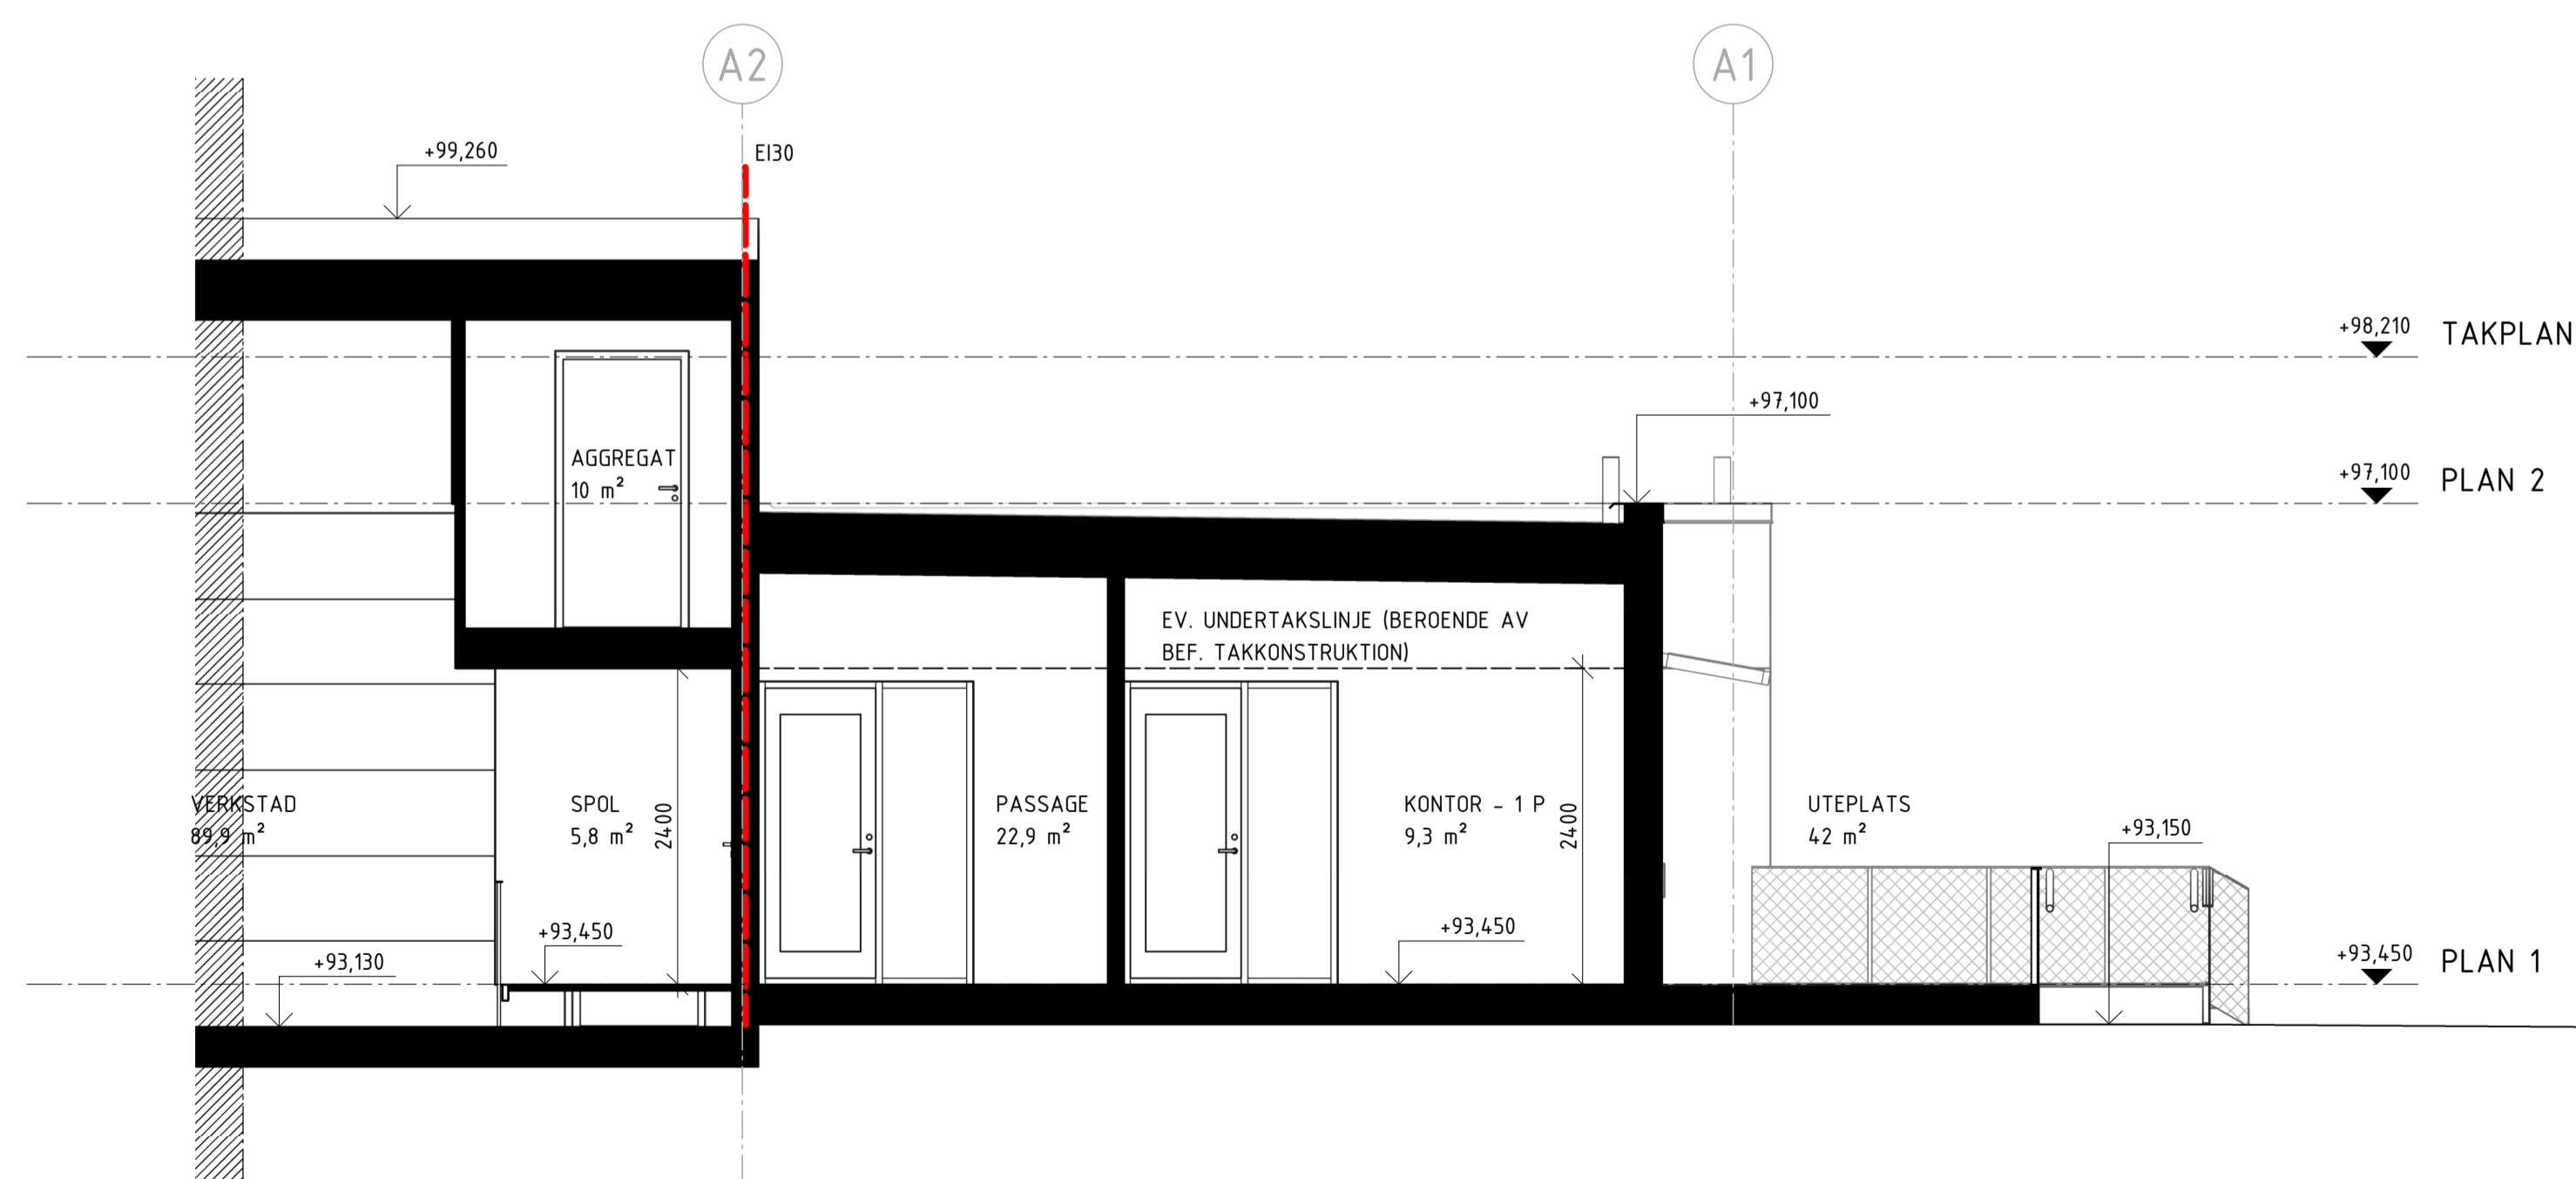 A2
A1
+99,260
EI30
+98,210
TAKPLAN
+97,100
+97,100
PLAN 2
AGGREGAT
10 m²
EV. UNDERTAKSLINJE (BEROENDE AV
BEF. TAKKONSTRUKTION)
VERKSTAD
89,9 m²
SPOL
5,8 m²
2400
PASSAGE
22,9 m²
KONTOR - 1 P
9,3 m²
2400
UTEPLATS
42 m²
+93,150
+93,450
+93,450
+93,130
+93,450
PLAN 1